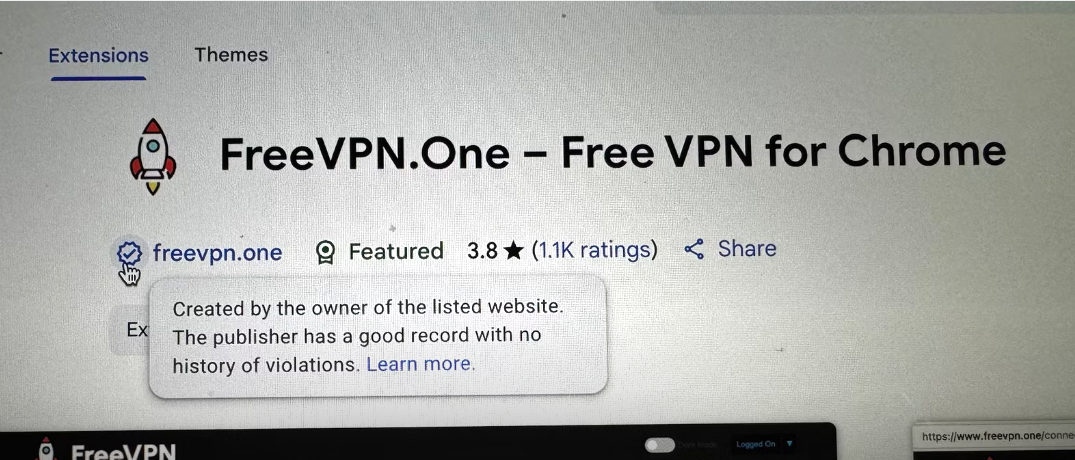 Extensions Themes
FreeVPN.One – Free VPN for Chrome
freevpn.one Featured 3.8 ★ (1.1K ratings) Share
Created by the owner of the listed website.
Ex
The publisher has a good record with no
history of violations. Learn more.
FreeVPN
Dark Mode Logged On ▼
https://www.freevpn.one/conne